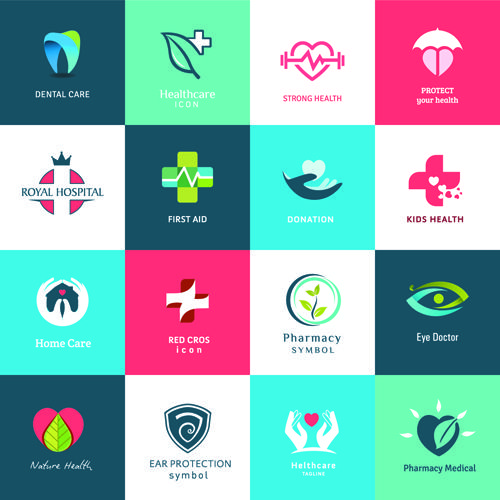 DENTAL CARE
Healthcare
ICON
STRONG HEALTH
PROTECT
your health
ROYAL HOSPITAL
FIRST AID
DONATION
KIDS HEALTH
Home Care
RED CROS
icon
Pharmacy
SYMBOL
Eye Doctor
Nature Health
EAR PROTECTION
symbol
Helthcare
TAGLINE
Pharmacy Medical